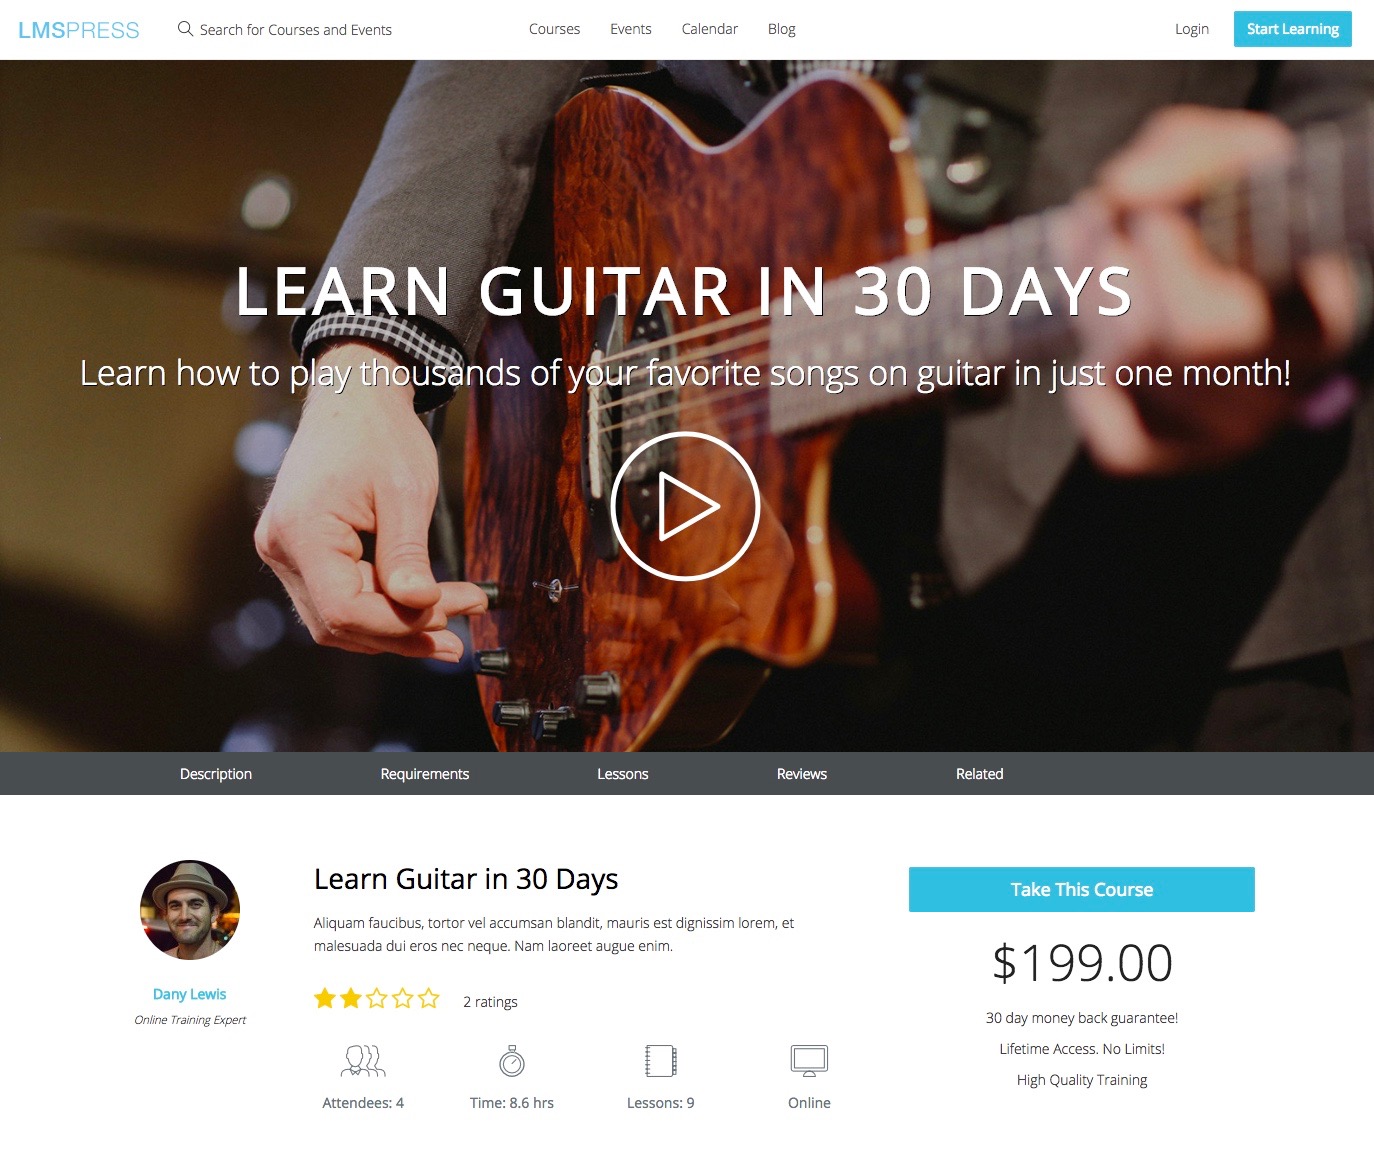 LMSPRESS
Search for Courses and Events
Courses
Events
Calendar
Blog
Login
Start Learning
LEARN GUITAR IN 30 DAYS
Learn how to play thousands of your favorite songs on guitar in just one month!
Description
Requirements
Lessons
Reviews
Related
Dany Lewis
Online Training Expert
Learn Guitar in 30 Days
Aliquam faucibus, tortor vel accumsan blandit, mauris est dignissim lorem, et
malesuada dui eros nec neque. Nam laoreet augue enim.
2 ratings
Attendees: 4
Time: 8.6 hrs
Lessons: 9
Online
Take This Course
$199.00
30 day money back guarantee!
Lifetime Access. No Limits!
High Quality Training